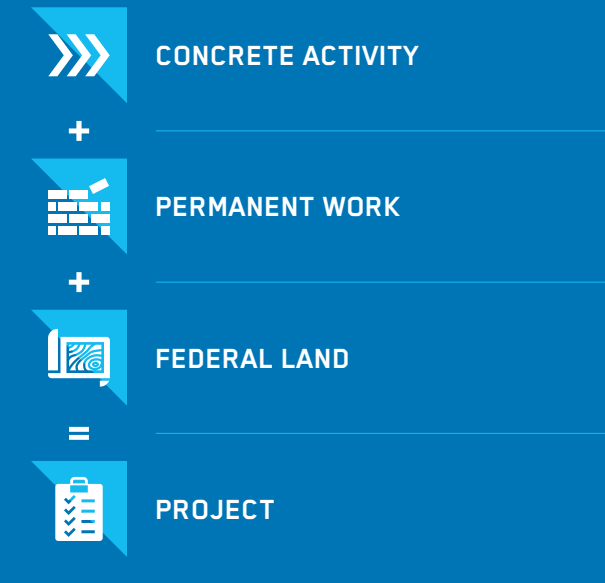 CONCRETE ACTIVITY
+
PERMANENT WORK
+
FEDERAL LAND
=
PROJECT